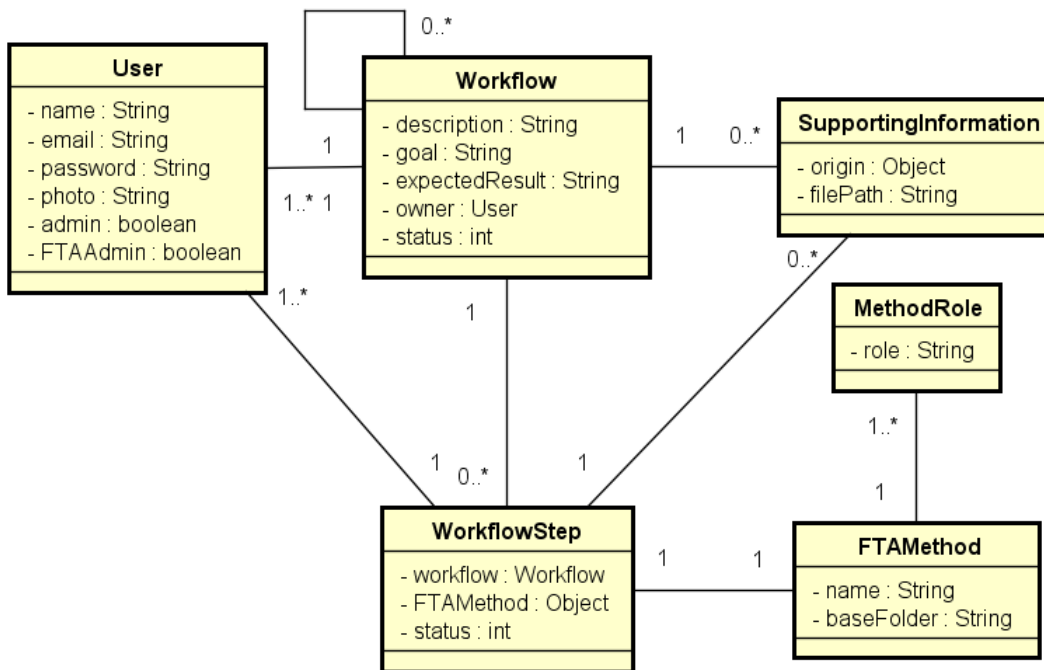 User
- name : String
- email : String
- password : String
- photo : String
- admin : boolean
- FTAAdmin : boolean
0..*
1
Workflow
- description : String
- goal : String
- expectedResult : String
- owner : User
- status : int
1
1..*
1
0..*
SupportingInformation
- origin : Object
- filePath : String
0..*
1..*
1
MethodRole
- role : String
1..*
1
1
0..*
1
WorkflowStep
- workflow : Workflow
- FTAMethod : Object
- status : int
1
1
FTAMethod
- name : String
- baseFolder : String